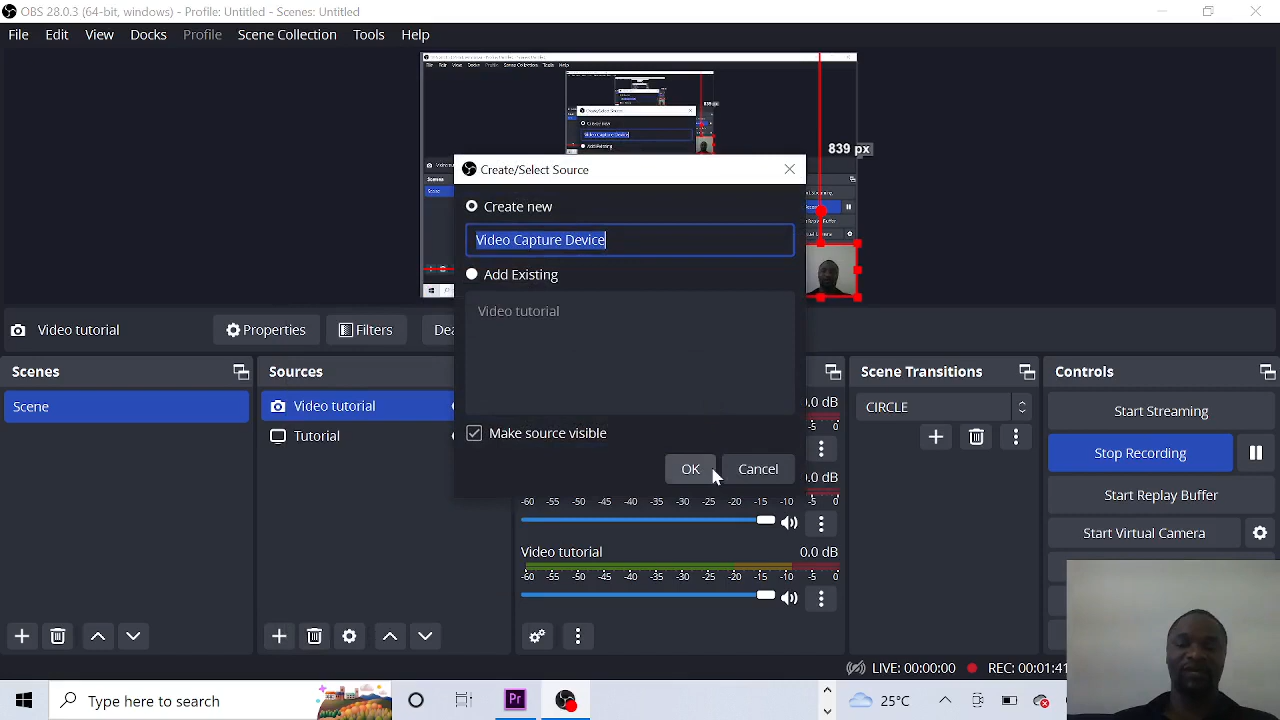 OBS 28.0.3 (64-bit, windows) - Profile: Untitled - Scenes: Untitled
File Edit View Docks Profile Scene Collection Tools Help
839 px
Create/Select Source
Create new
Video Capture Device
Add Existing
Video tutorial
Make source visible
OK Cancel
Video tutorial Properties Filters Dea
Scenes Sources Scene Transitions Controls
Scene
Video tutorial
Tutorial
.0 dB
-5 0
.0 dB
-60 -55 -50 -45 -40 -35 -30 -25 -20 -15 -10 -5 0
Video tutorial 0.0 dB
-60 -55 -50 -45 -40 -35 -30 -25 -20 -15 -10 -5 0
CIRCLE
Start Streaming
Stop Recording
Start Replay Buffer
Start Virtual Camera
LIVE: 00:00:00 REC: 00:01:41
Type here to search
Pr
25°C